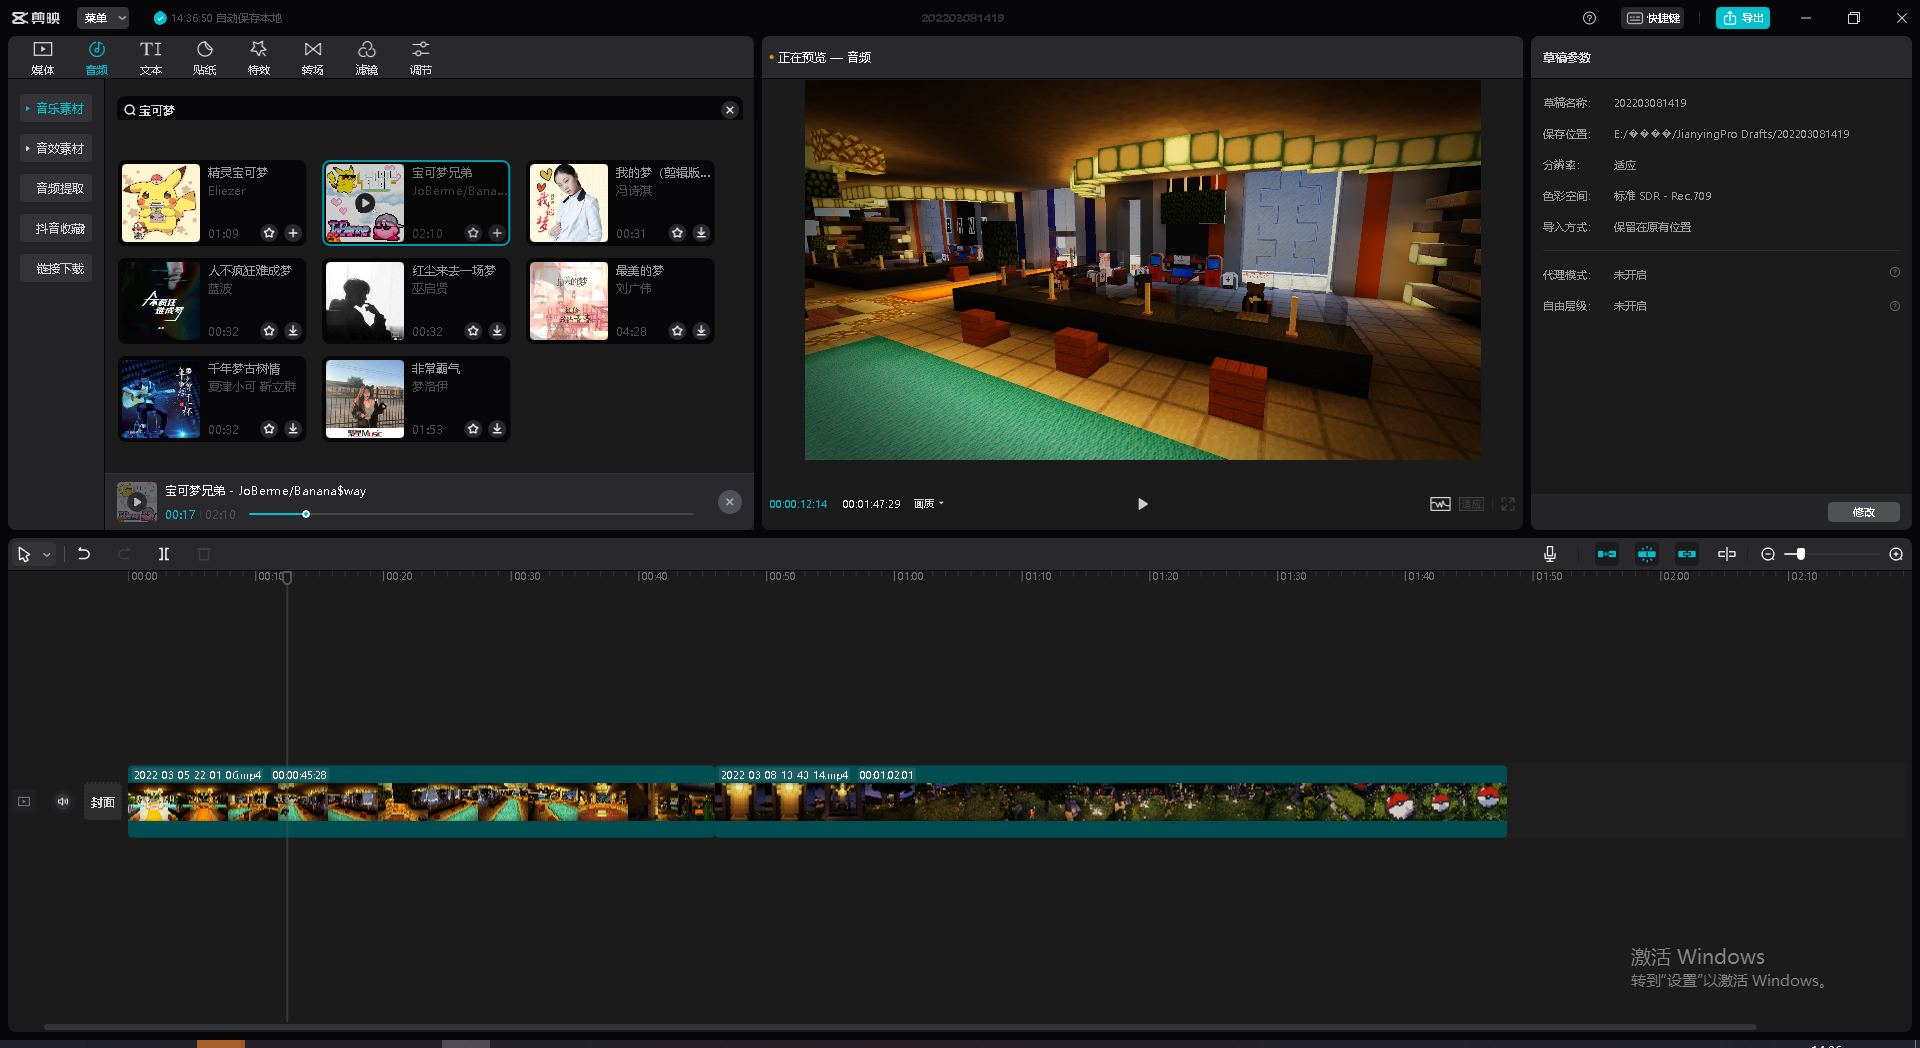 剪映
菜单
14:36:50 自动保存本地
202203081419
快捷键
导出
媒体
音频
文本
贴纸
特效
转场
滤镜
调节
正在预览 — 音频
草稿参数
音乐素材
音效素材
音频提取
抖音收藏
链接下载
宝可梦
精灵宝可梦
Eliezer
01:09
宝可梦兄弟
JoBerme/Bana...
02:10
我的梦（剪辑版...
冯诗淇
00:31
人不疯狂难成梦
蓝波
00:32
红尘来去一场梦
巫启贤
00:32
最美的梦
刘广伟
04:28
千年梦古树情
夏津小可 靳立群
00:32
非常霸气
梦洛伊
01:53
宝可梦兄弟 - JoBerme/Banana$way
00:17
02:10
00:00:12:14
00:01:47:29
画质
适应
草稿名称: 202203081419
保存位置: E:/����/JianyingPro Drafts/202203081419
分辨率: 适应
色彩空间: 标准 SDR - Rec.709
导入方式: 保留在原有位置
代理模式: 未开启
自由层级: 未开启
修改
00:00
00:10
00:20
00:30
00:40
00:50
01:00
01:10
01:20
01:30
01:40
01:50
02:00
02:10
2022-03-05 22-01-06.mp4 00:00:45:28
2022-03-08 13-43-14.mp4 00:01:02:01
封面
激活 Windows
转到"设置"以激活 Windows。